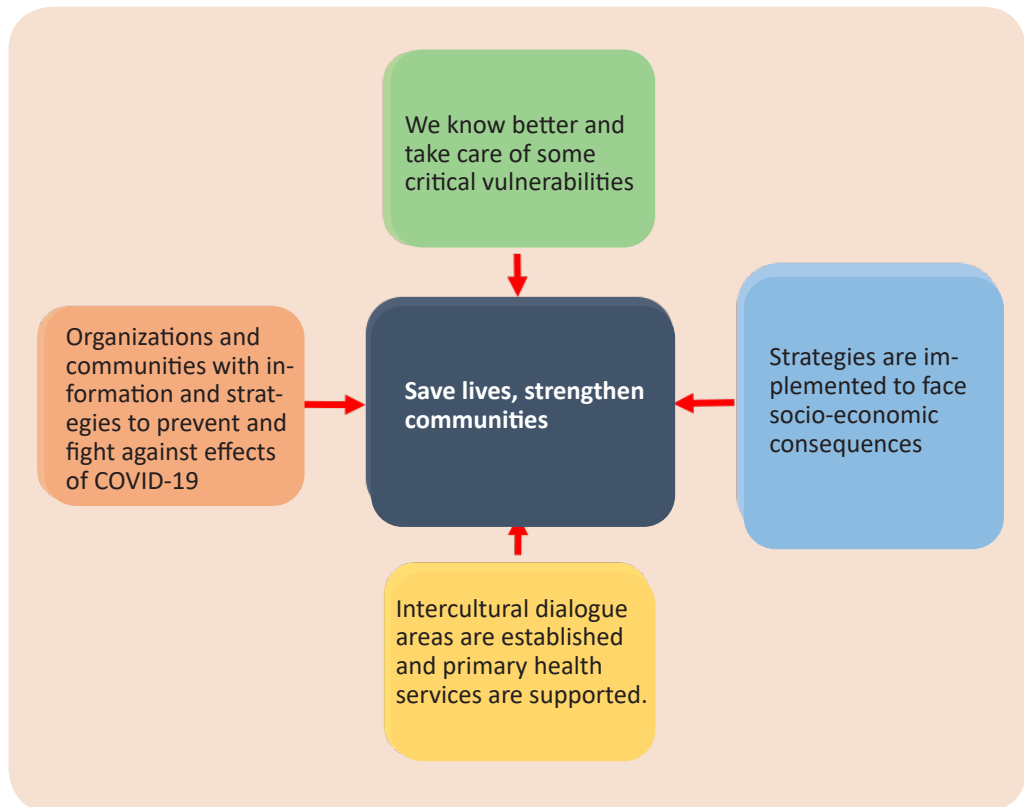 We know better and
take care of some
critical vulnerabilities
Organizations and
communities with in-
formation and strat-
egies to prevent and
fight against effects
of COVID-19
Save lives, strengthen
communities
Strategies are im-
plemented to face
socio-economic
consequences
Intercultural dialogue
areas are established
and primary health
services are supported.